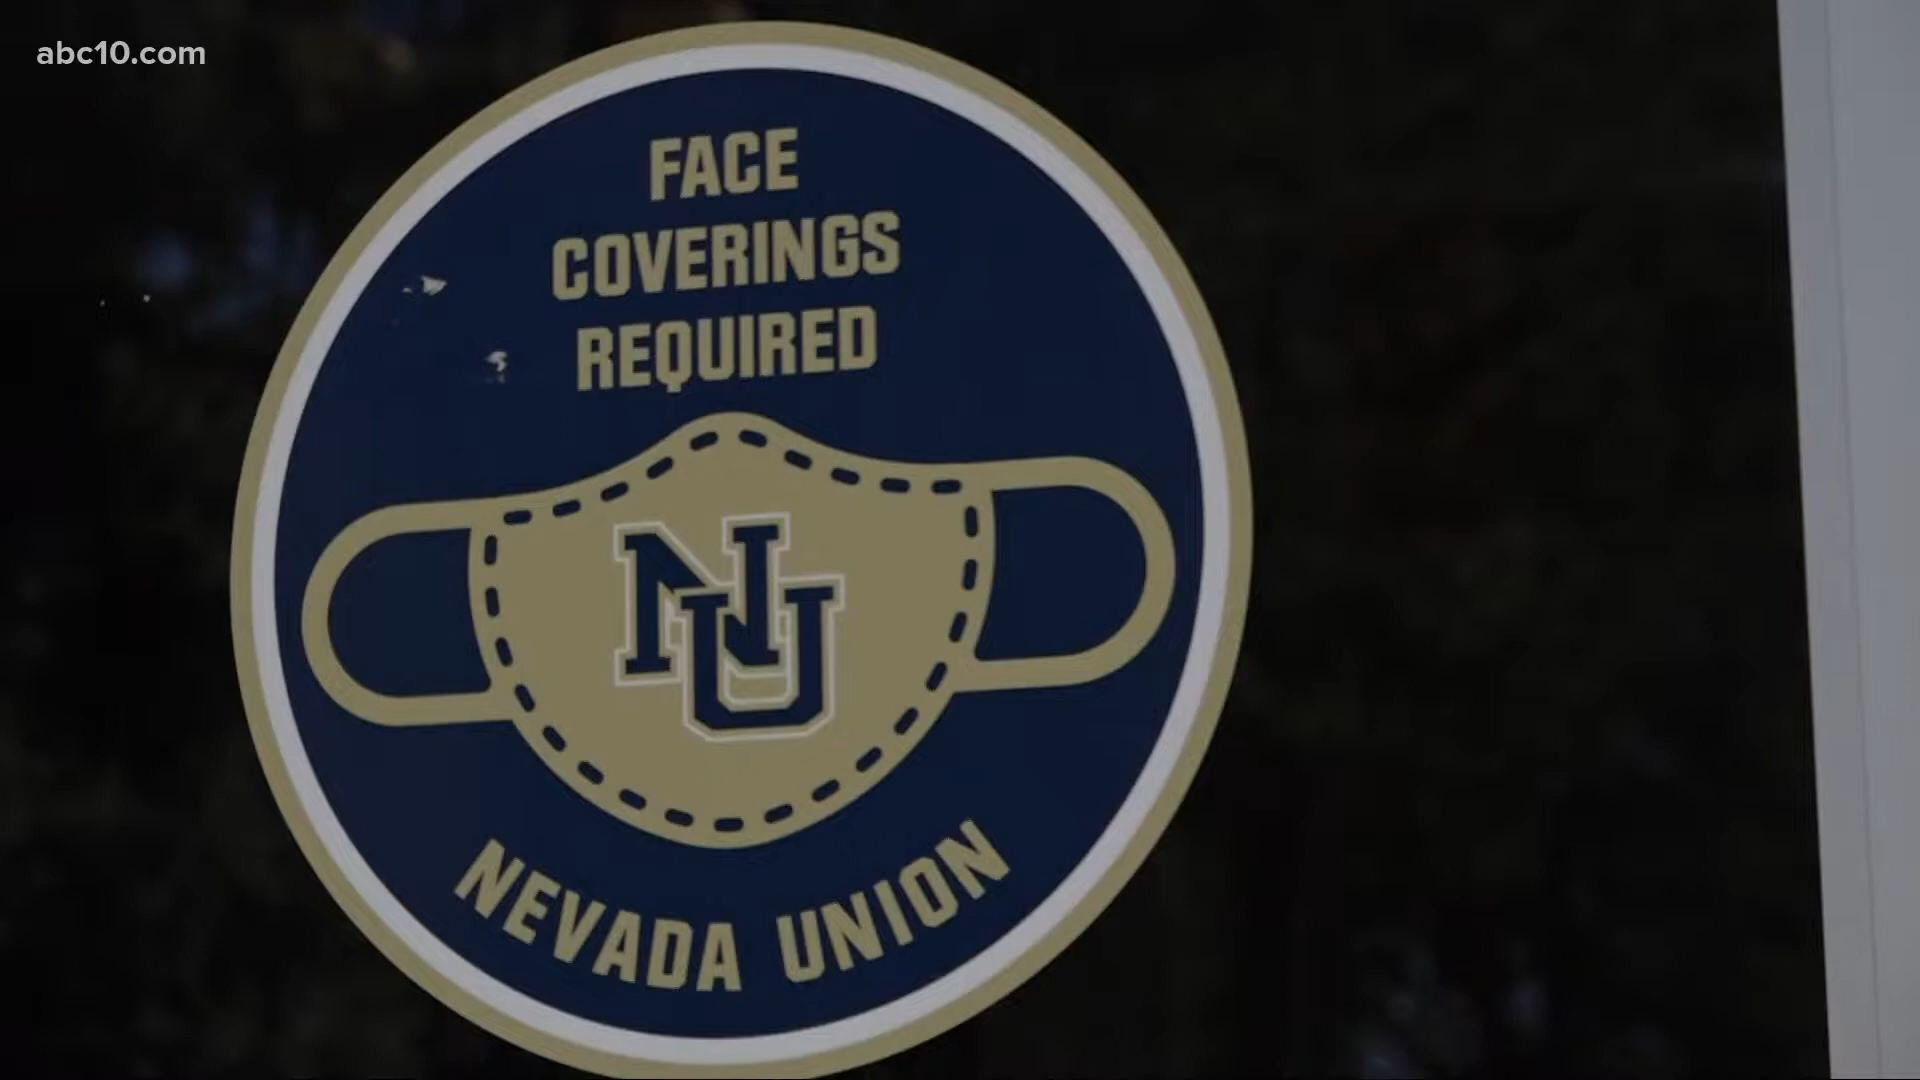 abc10.com
FACE
COVERINGS
REQUIRED
NU
NEVADA UNION